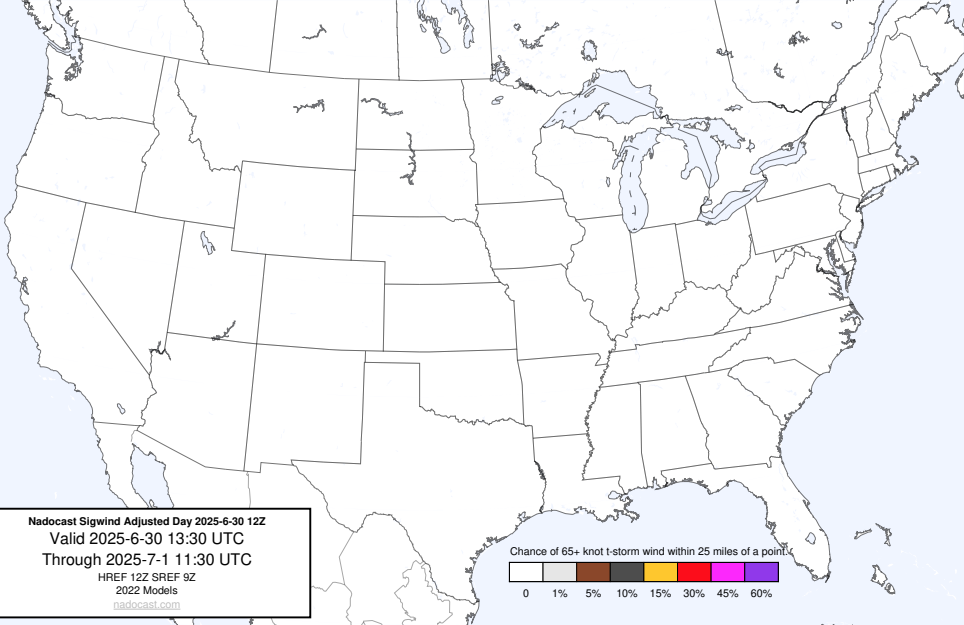 Nadocast Sigwind Adjusted Day 2025-6-30 12Z
Valid 2025-6-30 13:30 UTC
Through 2025-7-1 11:30 UTC
HREF 12Z SREF 9Z
2022 Models
nadocast.com
Chance of 65+ knot t-storm wind within 25 miles of a point.
0 1% 5% 10% 15% 30% 45% 60%